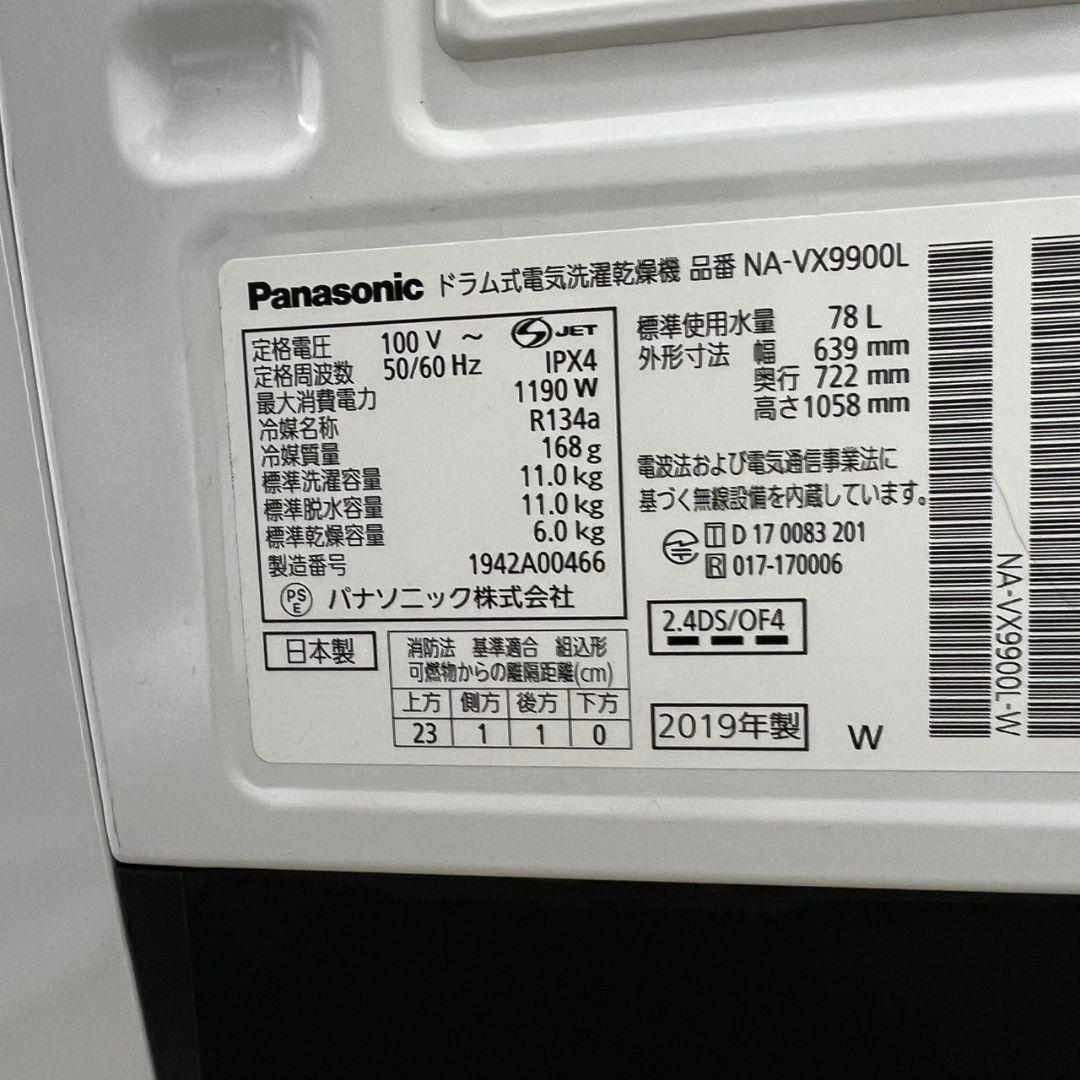 Panasonic ドラム式電気洗濯乾燥機 品番 NA-VX9900L
定格電圧 100 V ～ S JET
定格周波数 50/60 Hz IPX4
最大消費電力 1190 W
冷媒名称 R134a
冷媒質量 168 g
標準洗濯容量 11.0 kg
標準脱水容量 11.0 kg
標準乾燥容量 6.0 kg
製造番号 1942A00466
PSE パナソニック株式会社
標準使用水量 78 L
外形寸法 幅 639 mm
奥行 722 mm
高さ 1058 mm
電波法および電気通信事業法に
基づく無線設備を内蔵しています。
T D 17 0083 201
R 017-170006
2.4DS/OF4
日本製
消防法 基準適合 組込形
可燃物からの離隔距離(cm)
上方 側方 後方 下方
23 1 1 0
2019年製 W
NA-VX9900L-W